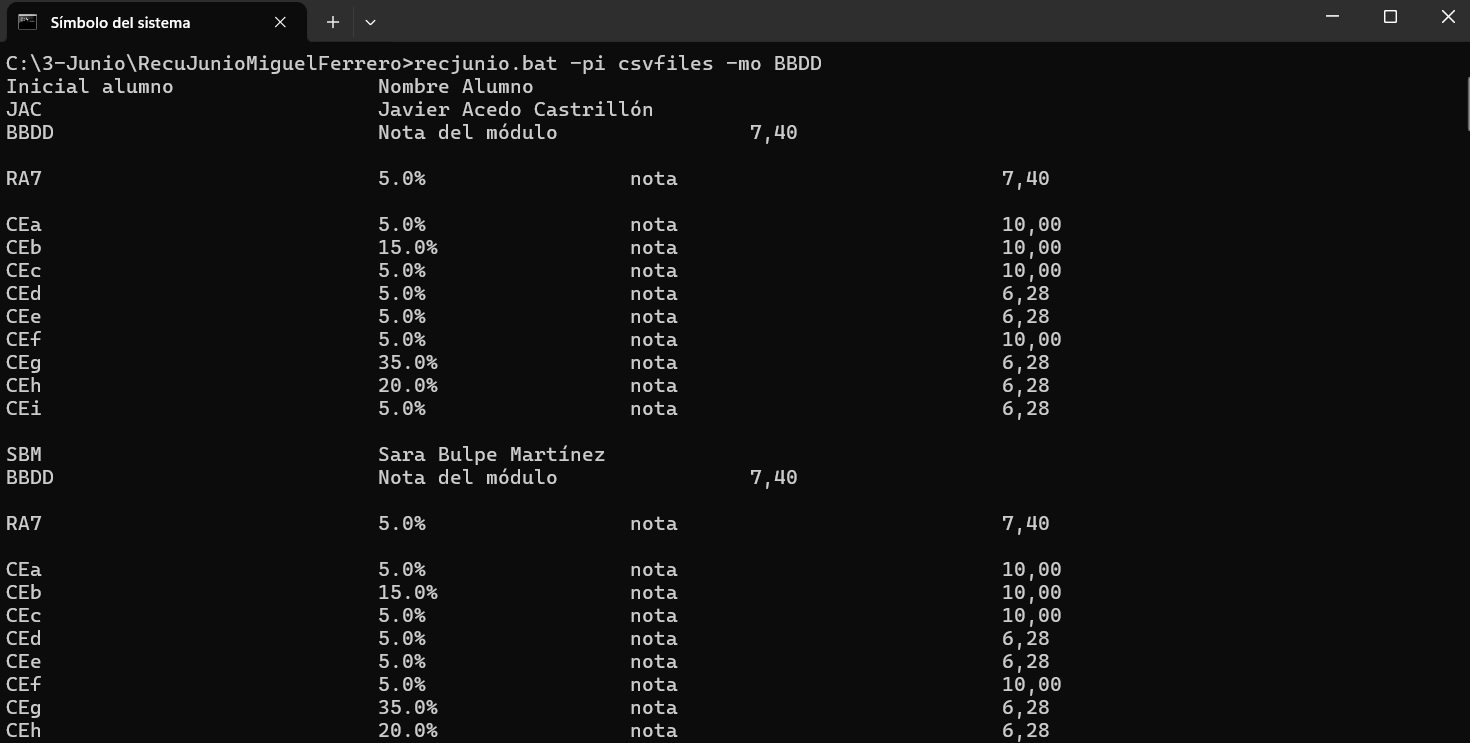 Símbolo del sistema
C:\3-Junio\RecuJunioMiguelFerrero>recjunio.bat -pi csvfiles -mo BBDD
Inicial alumno Nombre Alumno
JAC Javier Acedo Castrillón
BBDD Nota del módulo 7,40
RA7 5.0% nota 7,40
CEa 5.0% nota 10,00
CEb 15.0% nota 10,00
CEc 5.0% nota 10,00
CEd 5.0% nota 6,28
CEe 5.0% nota 6,28
CEf 5.0% nota 10,00
CEg 35.0% nota 6,28
CEh 20.0% nota 6,28
CEi 5.0% nota 6,28
SBM Sara Bulpe Martínez
BBDD Nota del módulo 7,40
RA7 5.0% nota 7,40
CEa 5.0% nota 10,00
CEb 15.0% nota 10,00
CEc 5.0% nota 10,00
CEd 5.0% nota 6,28
CEe 5.0% nota 6,28
CEf 5.0% nota 10,00
CEg 35.0% nota 6,28
CEh 20.0% nota 6,28